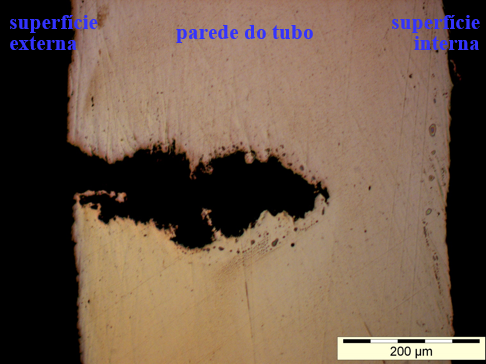 superfície
externa
parede do tubo
superfície
interna
200 µm